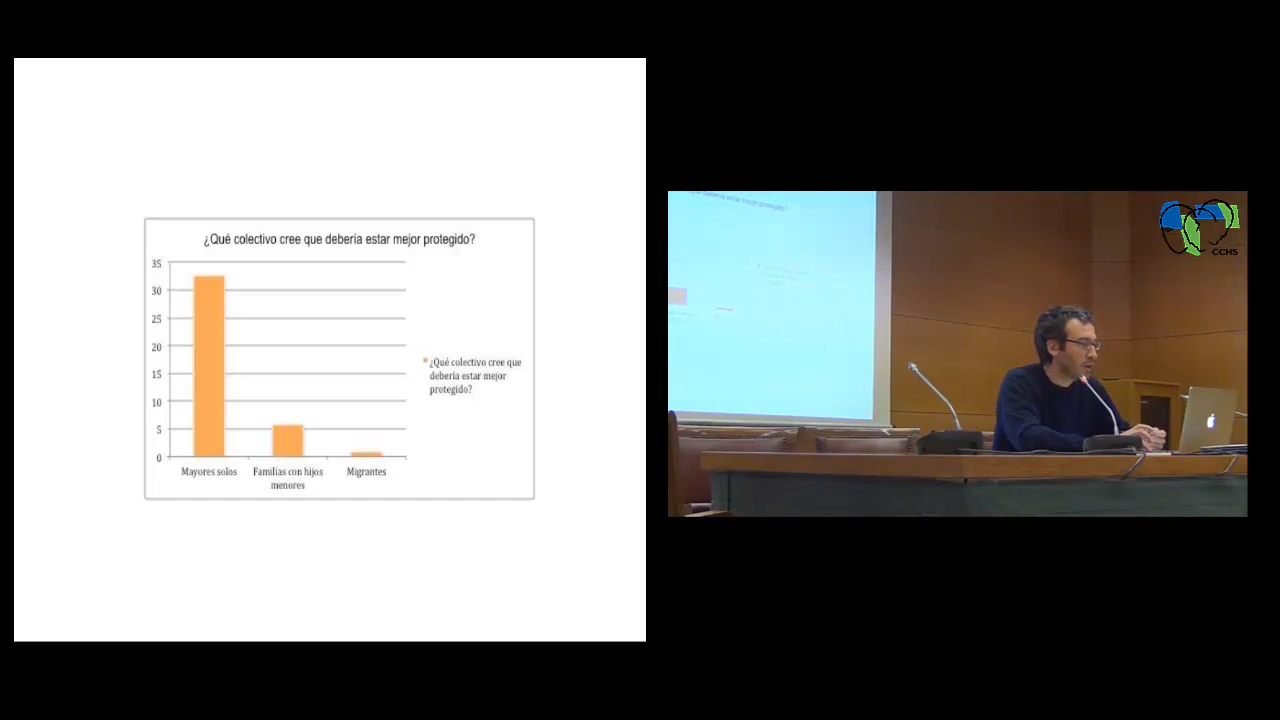 ¿Qué colectivo cree que debería estar mejor protegido?
35
30
25
20
15
10
5
0
Mayores solos
Familias con hijos
menores
Migrantes
¿Qué colectivo cree que
debería estar mejor
protegido?
CCHS